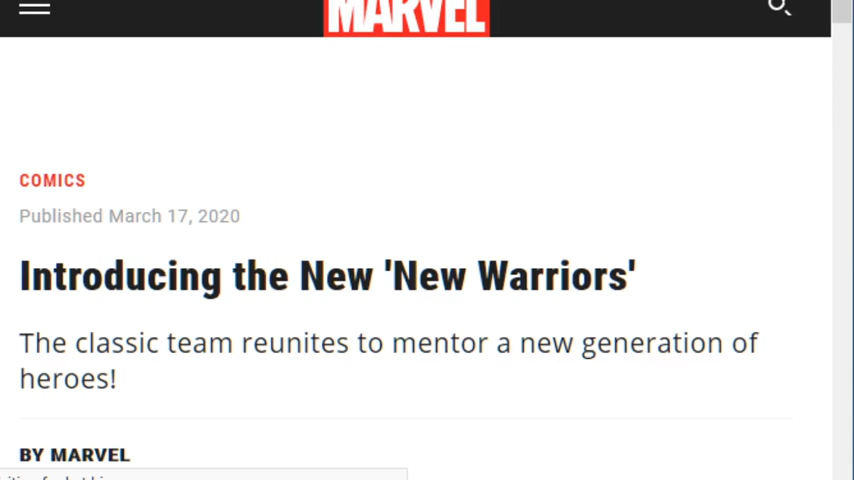 MARVEL
COMICS
Published March 17, 2020
Introducing the New 'New Warriors'
The classic team reunites to mentor a new generation of
heroes!
BY MARVEL